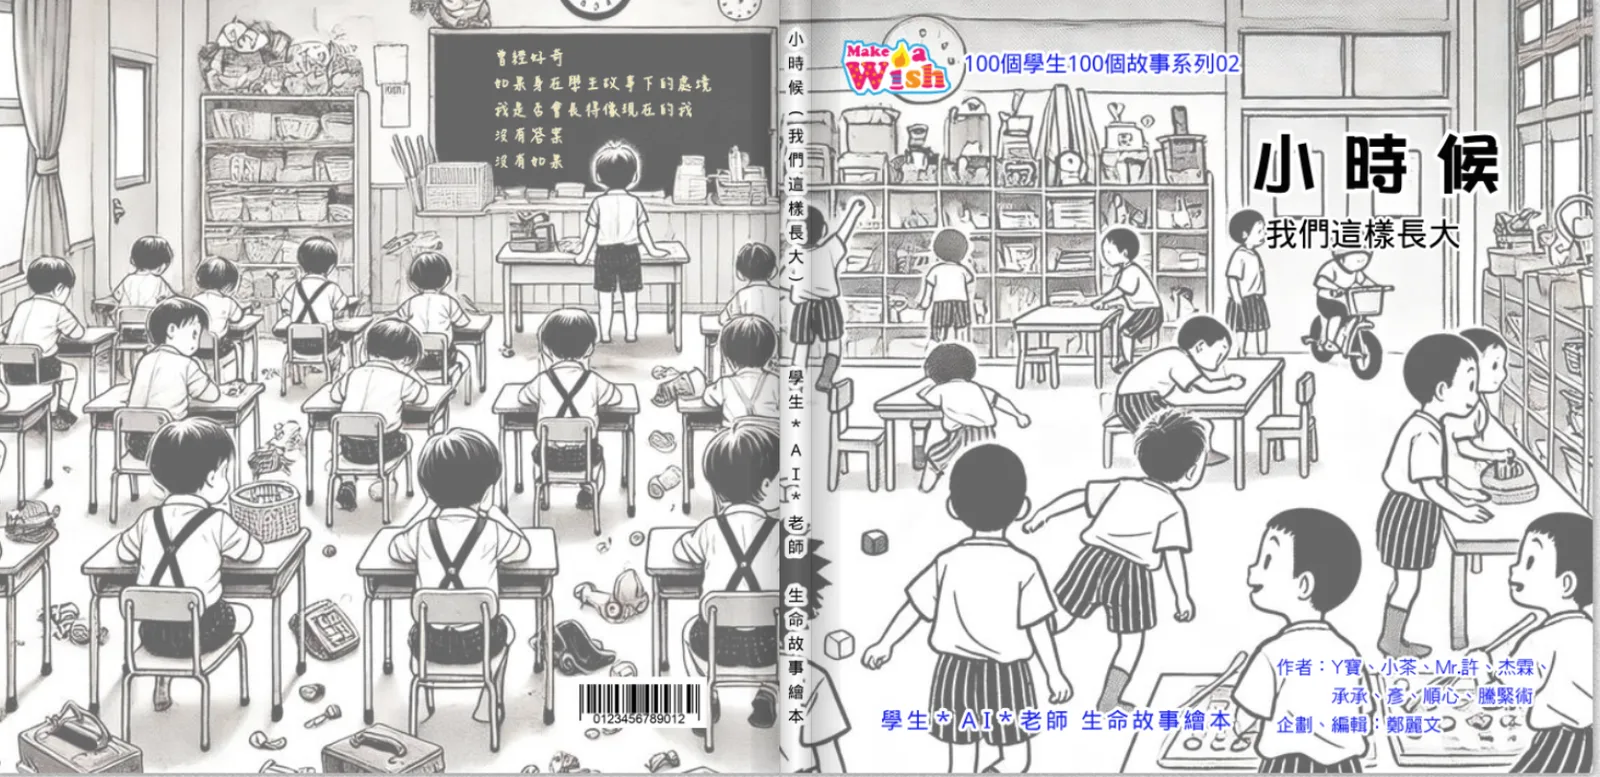 曾經好奇
如果身在學生故事下的處境
我是否會長得像現在的我
沒有答案
沒有如果
0123456789012
小時候（我們這樣長大）
學生*AI*老師 生命故事繪本
Make a Wish
100個學生100個故事系列02
小時候
我們這樣長大
作者：Y寶、小茶、Mr.許、杰霖、
承承、彥、順心、騰緊術
學生*AI*老師 生命故事繪本
企劃、編輯：鄭麗文